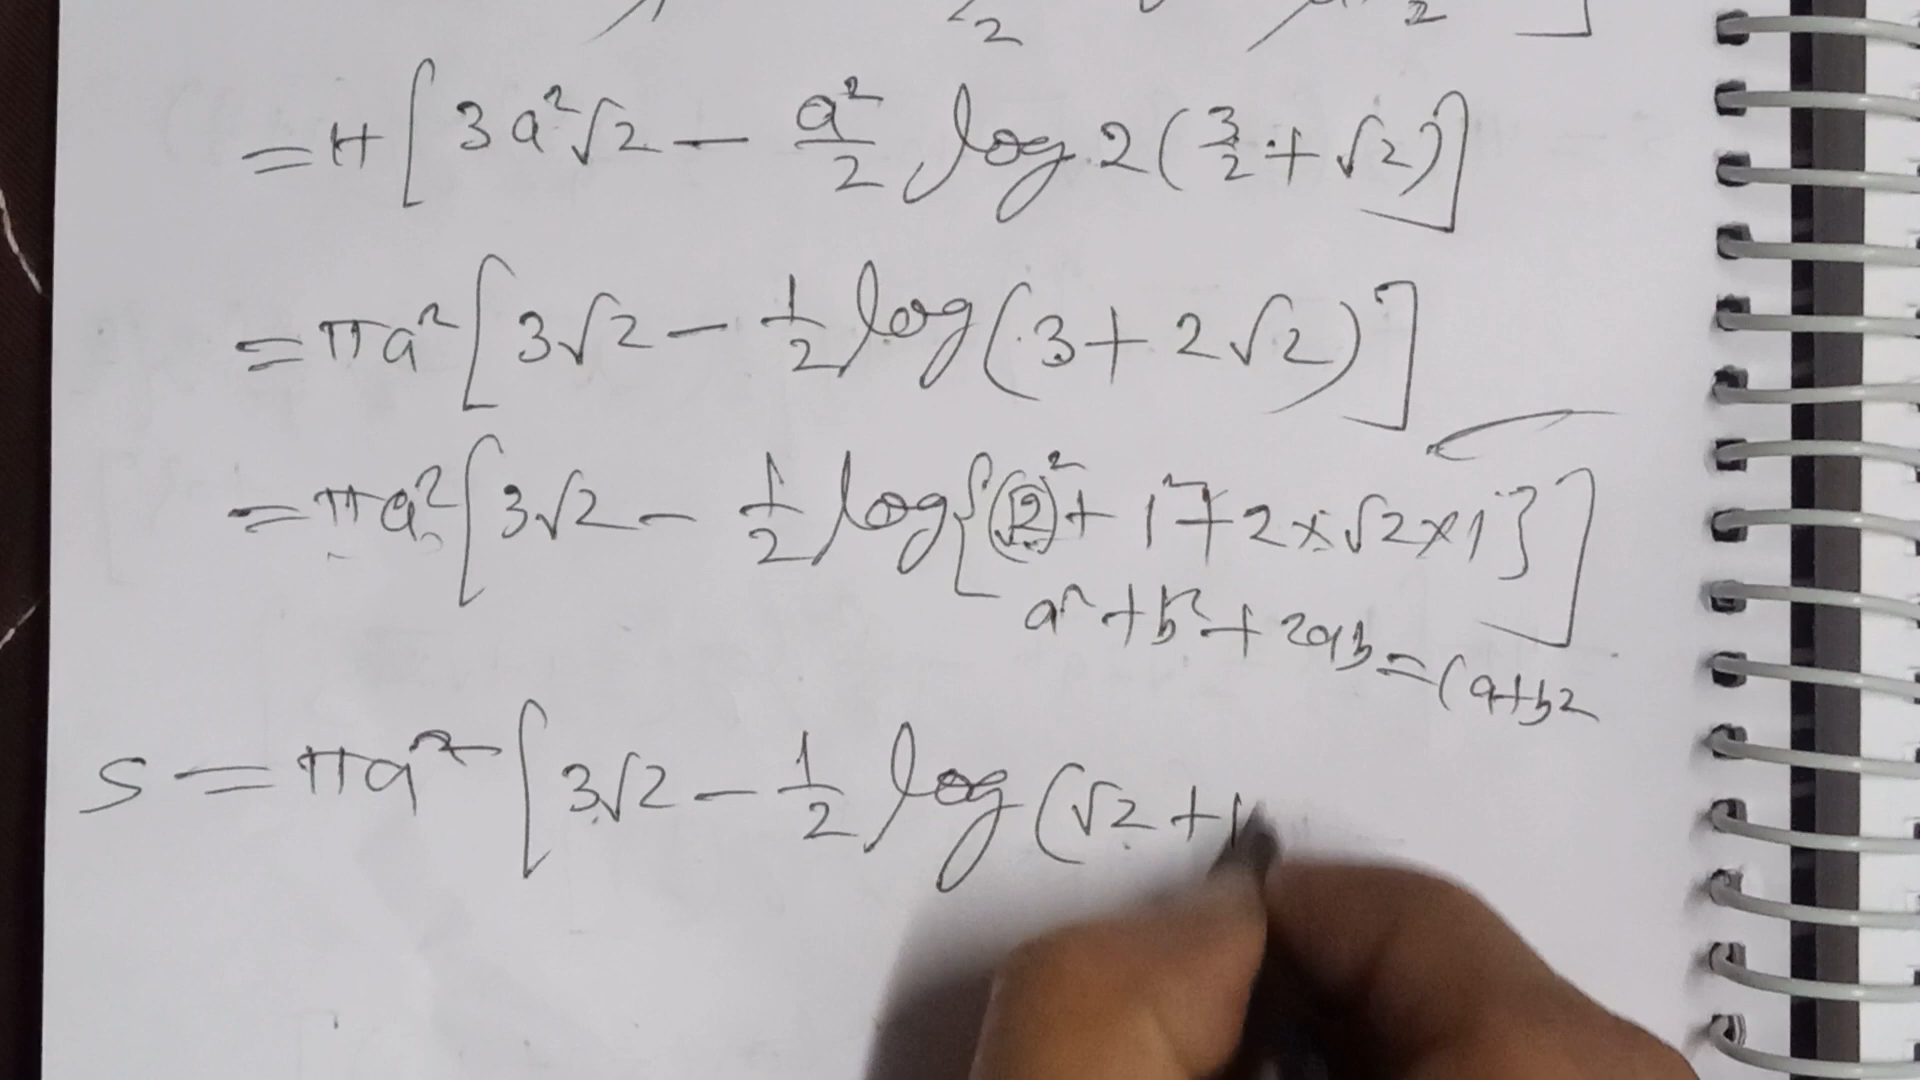 = π [ 3a²√2 − a²/2 log 2(3/2 + √2) ]
= πa² [ 3√2 − 1/2 log(3 + 2√2) ]
= πa² [ 3√2 − 1/2 log{(√2)² + 1² + 2×√2×1} ]
a² + b² + 2ab = (a+b²
S = πa² [ 3√2 − 1/2 log(√2 + 1